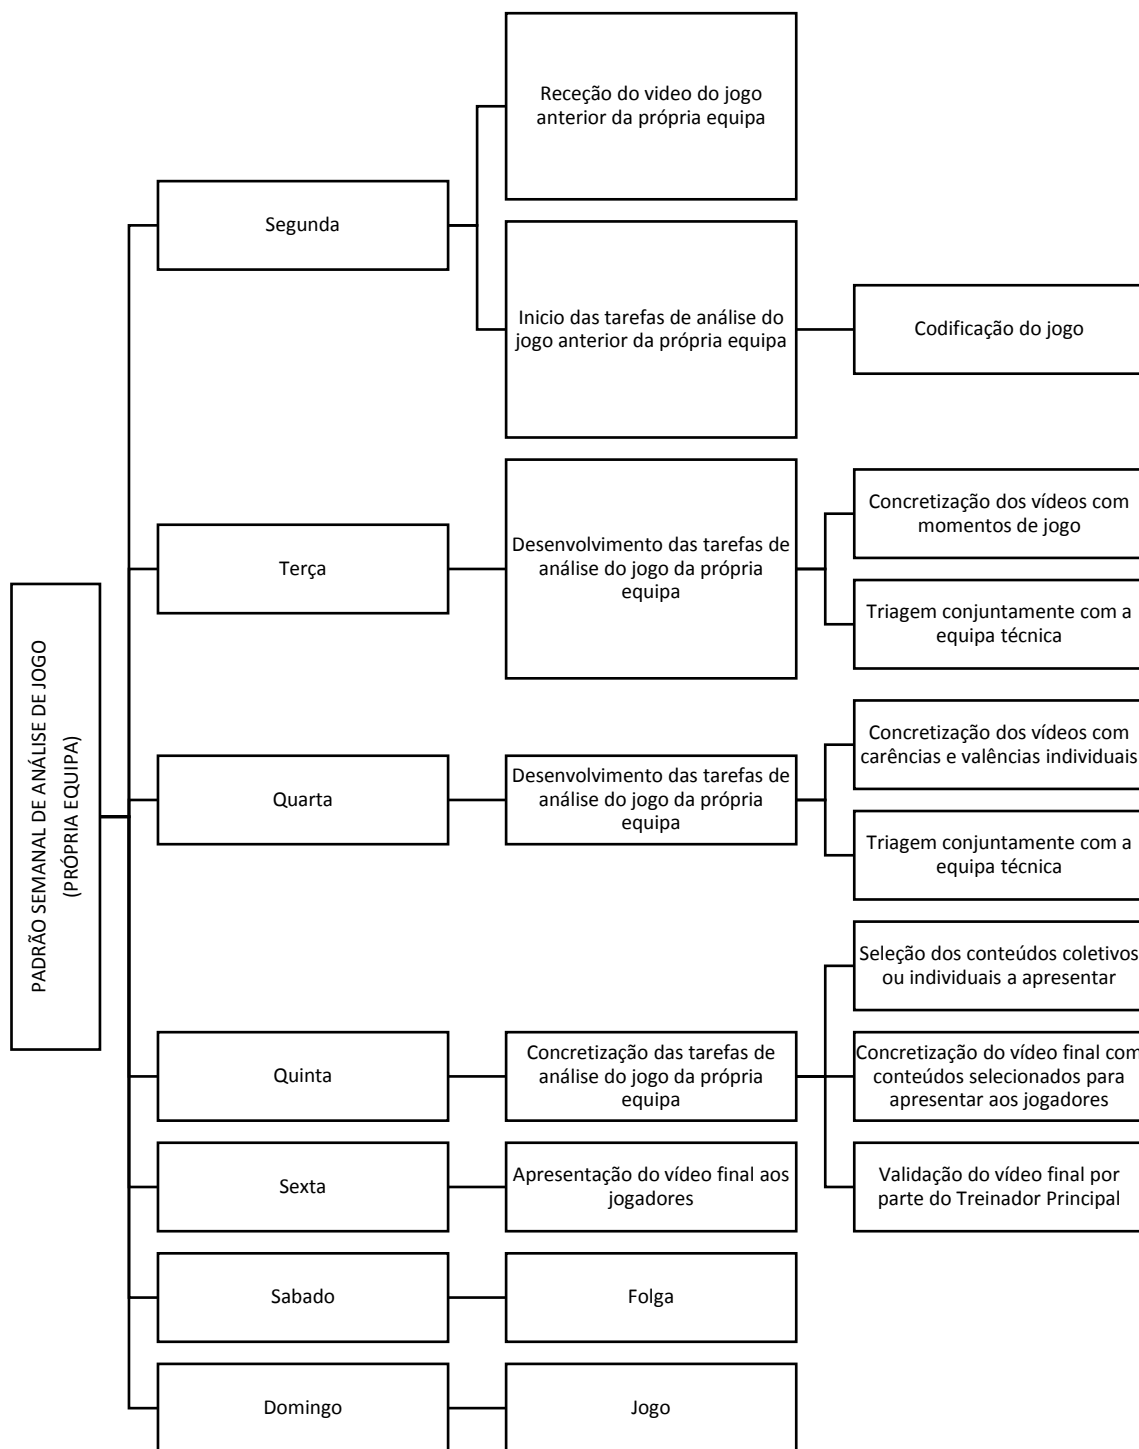 PADRÃO SEMANAL DE ANÁLISE DE JOGO
(PRÓPRIA EQUIPA)
Segunda
Receção do video do jogo
anterior da própria equipa
Inicio das tarefas de análise do
jogo anterior da própria equipa
Codificação do jogo
Terça
Desenvolvimento das tarefas de
análise do jogo da própria
equipa
Concretização dos vídeos com
momentos de jogo
Triagem conjuntamente com a
equipa técnica
Quarta
Desenvolvimento das tarefas de
análise do jogo da própria
equipa
Concretização dos vídeos com
carências e valências individuais
Triagem conjuntamente com a
equipa técnica
Quinta
Concretização das tarefas de
análise do jogo da própria
equipa
Seleção dos conteúdos coletivos
ou individuais a apresentar
Concretização do vídeo final com
conteúdos selecionados para
apresentar aos jogadores
Validação do vídeo final por
parte do Treinador Principal
Sexta
Apresentação do vídeo final aos
jogadores
Sabado
Folga
Domingo
Jogo